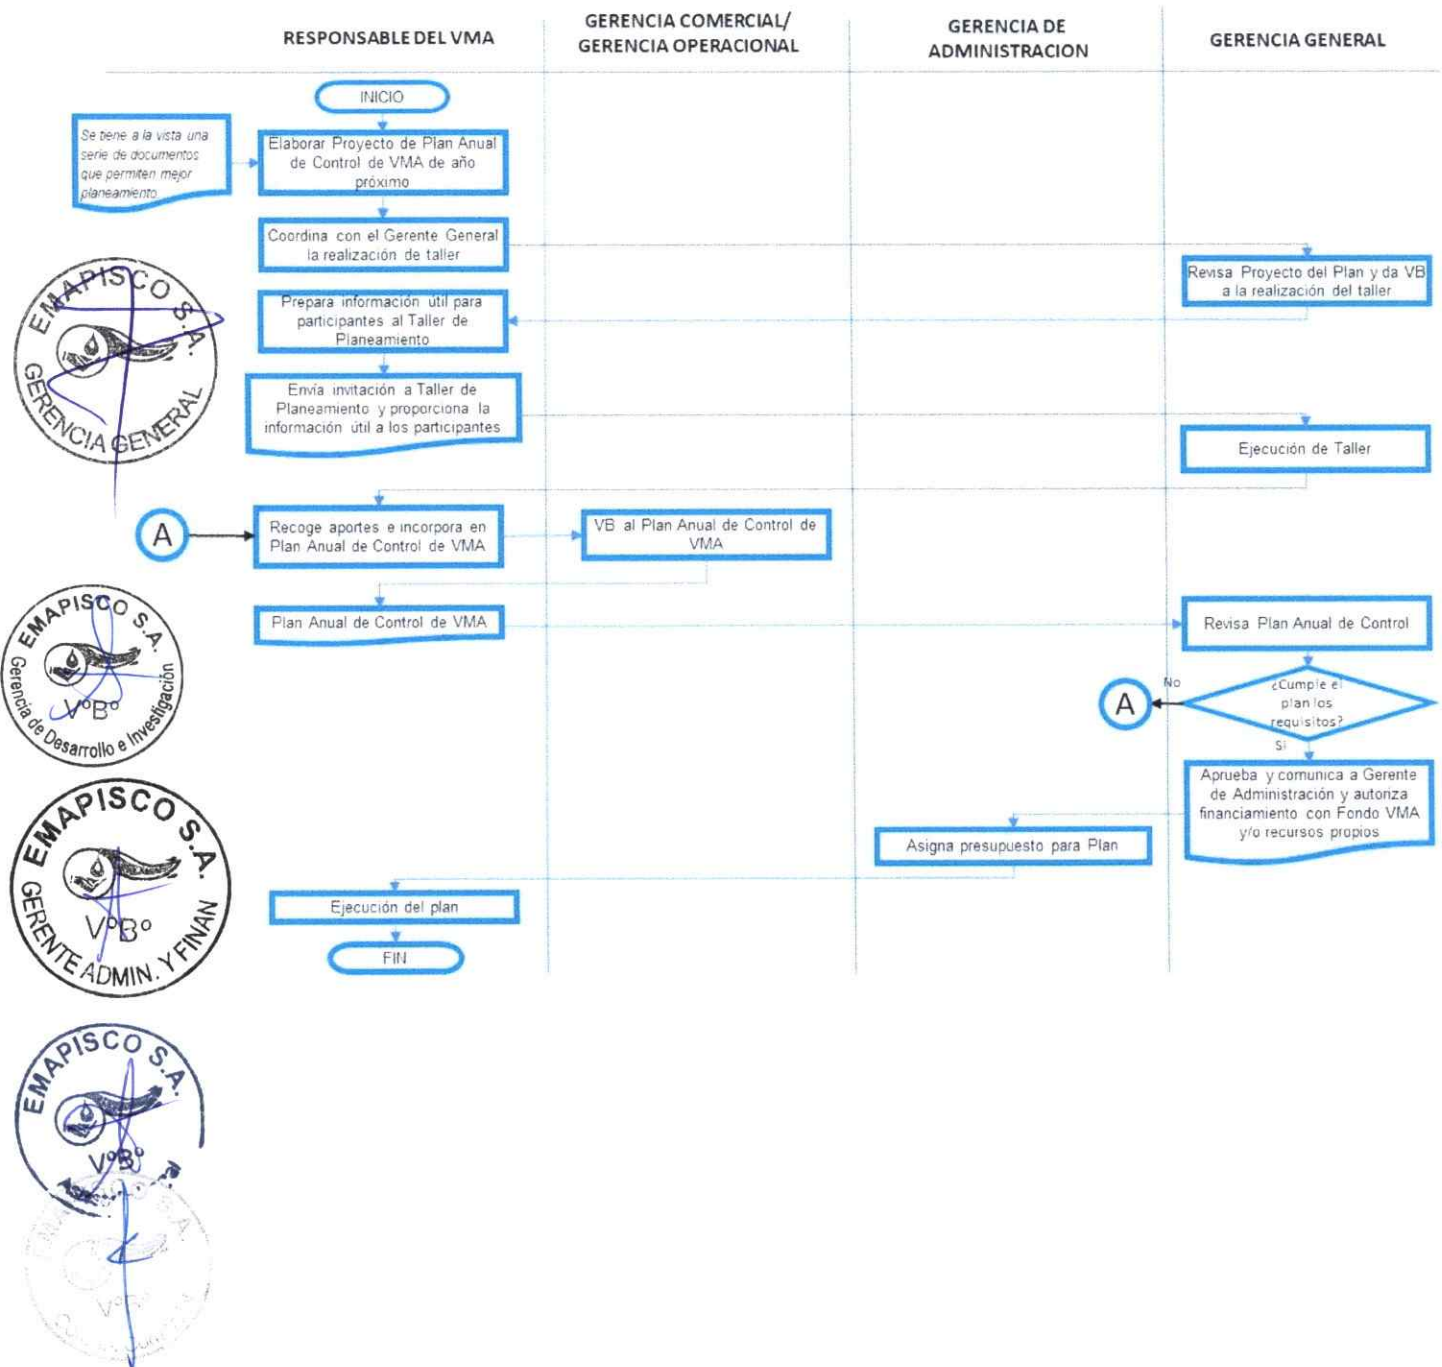 RESPONSABLE DEL VMA
GERENCIA COMERCIAL/
GERENCIA OPERACIONAL
GERENCIA DE
ADMINISTRACION
GERENCIA GENERAL
INICIO
Se tiene a la vista una
serie de documentos
que permiten mejor
planeamiento
Elaborar Proyecto de Plan Anual
de Control de VMA de año
próximo
Coordina con el Gerente General
la realización de taller
Revisa Proyecto del Plan y da VB
a la realización del taller
Prepara información útil para
participantes al Taller de
Planeamiento
Envía invitación a Taller de
Planeamiento y proporciona la
información útil a los participantes
Ejecución de Taller
A
Recoge aportes e incorpora en
Plan Anual de Control de VMA
VB al Plan Anual de Control de
VMA
Plan Anual de Control de VMA
Revisa Plan Anual de Control
¿Cumple el
plan los
requisitos?
No
A
Si
Aprueba y comunica a Gerente
de Administración y autoriza
financiamiento con Fondo VMA
y/o recursos propios
Asigna presupuesto para Plan
Ejecución del plan
FIN
EMAPISCO S.A.
GERENCIA GENERAL
EMAPISCO S.A.
V°B°
Gerencia de Desarrollo e Investigación
EMAPISCO S.A.
V°B°
GERENTE ADMIN. Y FINAN
EMAPISCO S.A.
V°B°
S.A.